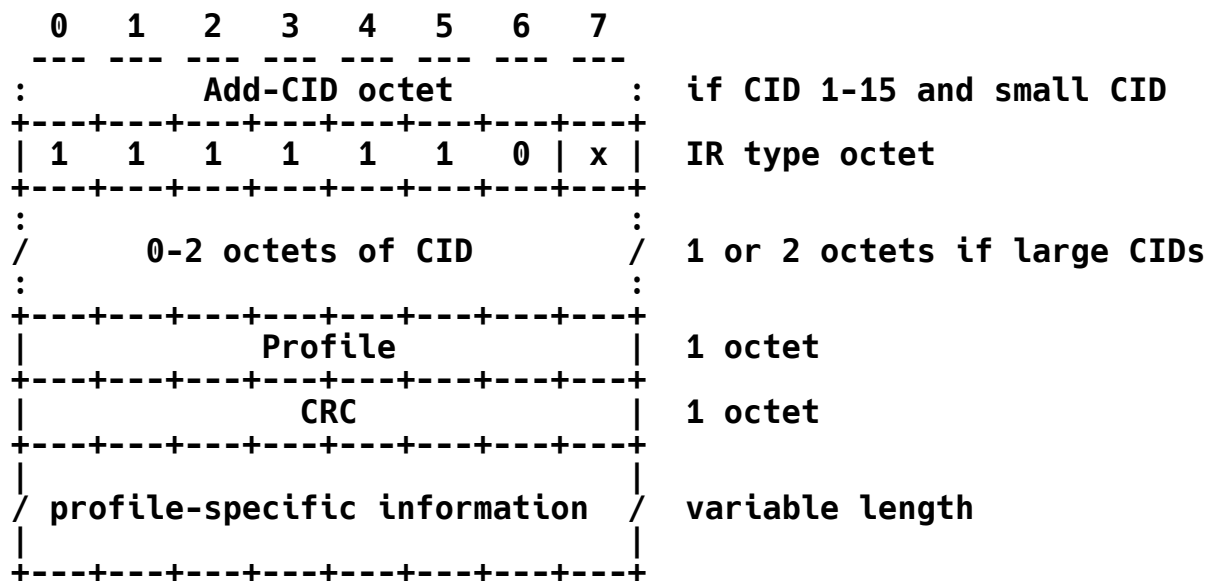 0   1   2   3   4   5   6   7
 --- --- --- --- --- --- --- ---
:         Add-CID octet         :  if CID 1-15 and small CID
+---+---+---+---+---+---+---+---+
| 1   1   1   1   1   1   0 | x |  IR type octet
+---+---+---+---+---+---+---+---+
:                               :
/      0-2 octets of CID        /  1 or 2 octets if large CIDs
:                               :
+---+---+---+---+---+---+---+---+
|            Profile            |  1 octet
+---+---+---+---+---+---+---+---+
|              CRC              |  1 octet
+---+---+---+---+---+---+---+---+
|                               |
/ profile-specific information  /  variable length
|                               |
+---+---+---+---+---+---+---+---+